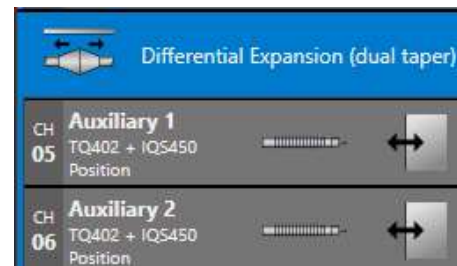 Differential Expansion (dual taper)
CH
05
Auxiliary 1
TQ402 + IQS450
Position
CH
06
Auxiliary 2
TQ402 + IQS450
Position